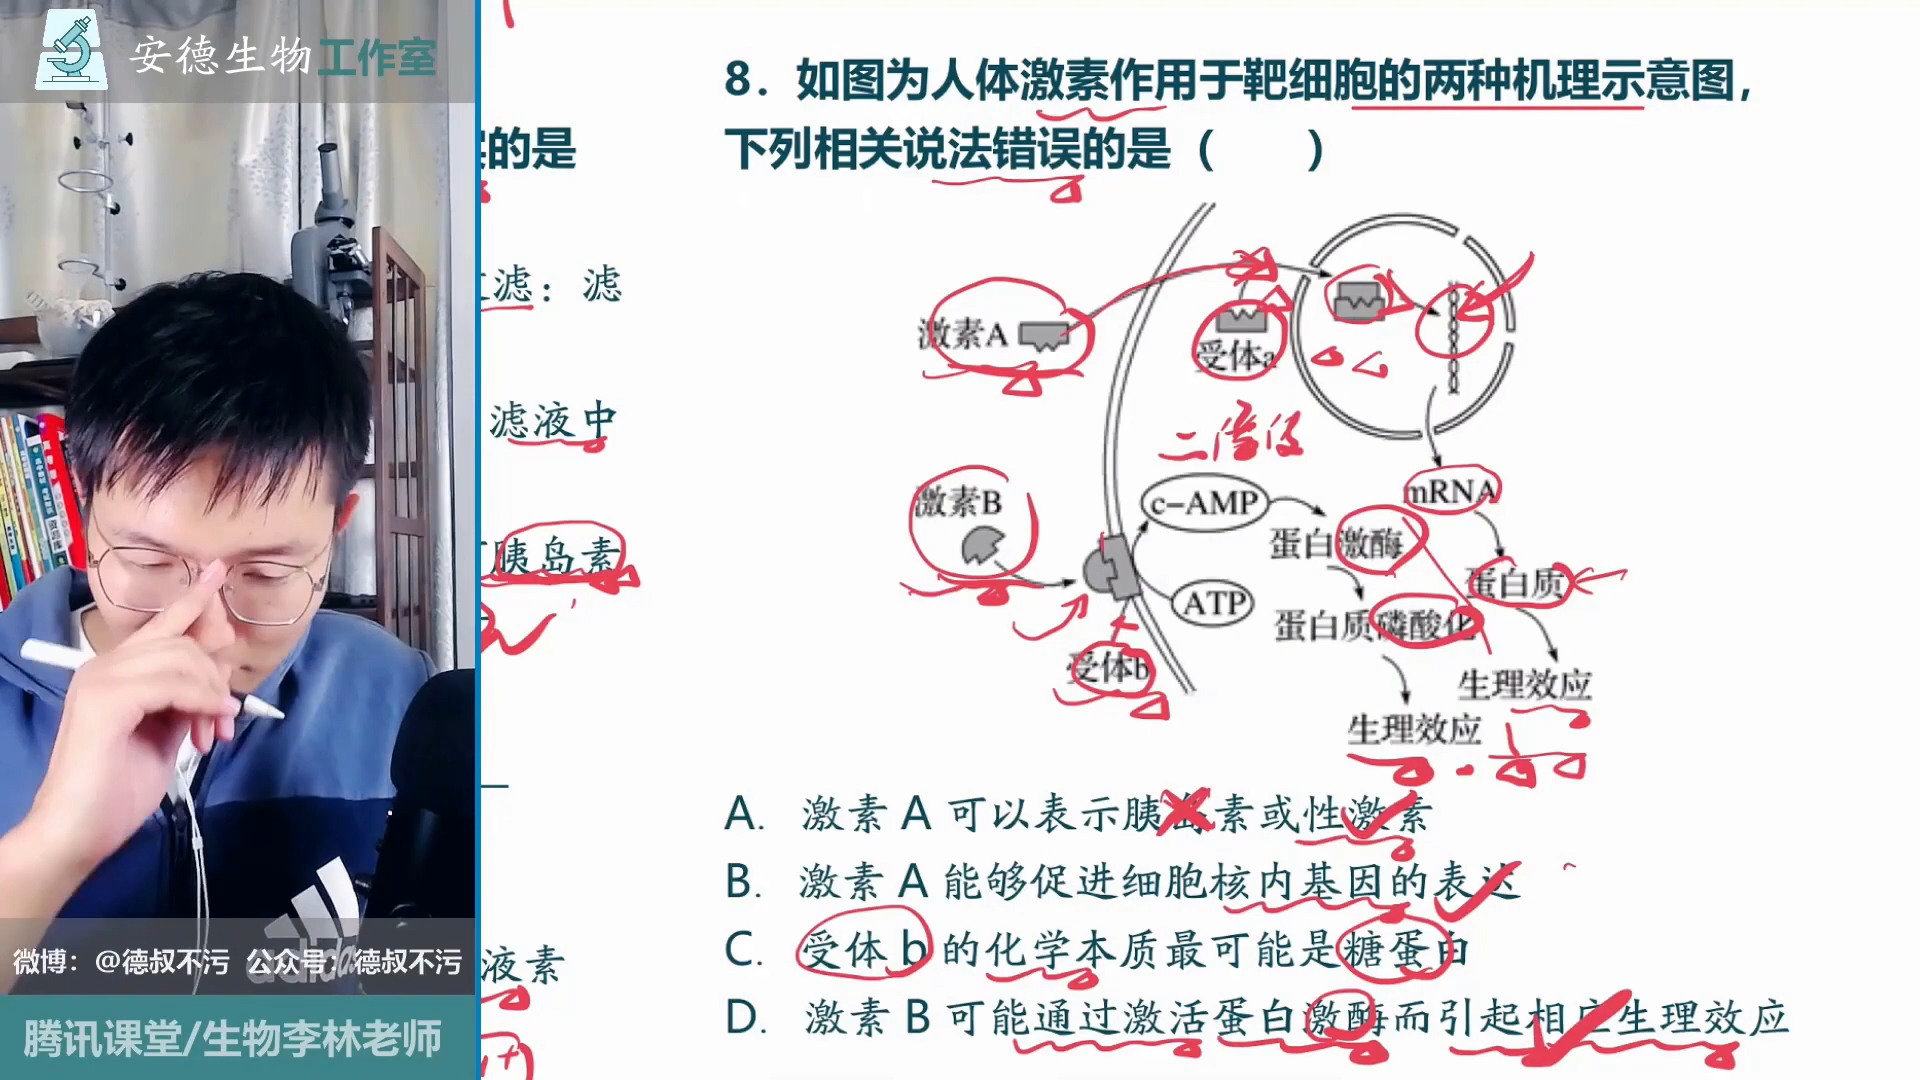 安德生物工作室
的是
滤：滤
滤液中
胰岛素
液素
8．如图为人体激素作用于靶细胞的两种机理示意图，
下列相关说法错误的是（　　）
激素A
受体a
二倍
激素B
c-AMP
mRNA
蛋白激酶
蛋白质
ATP
蛋白质磷酸化
受体b
生理效应
生理效应
A. 激素 A 可以表示胰岛素或性激素
B. 激素 A 能够促进细胞核内基因的表达
C. 受体 b 的化学本质最可能是糖蛋白
D. 激素 B 可能通过激活蛋白激酶而引起相应生理效应
adidas
微博：@德叔不污 公众号：德叔不污
腾讯课堂/生物李林老师